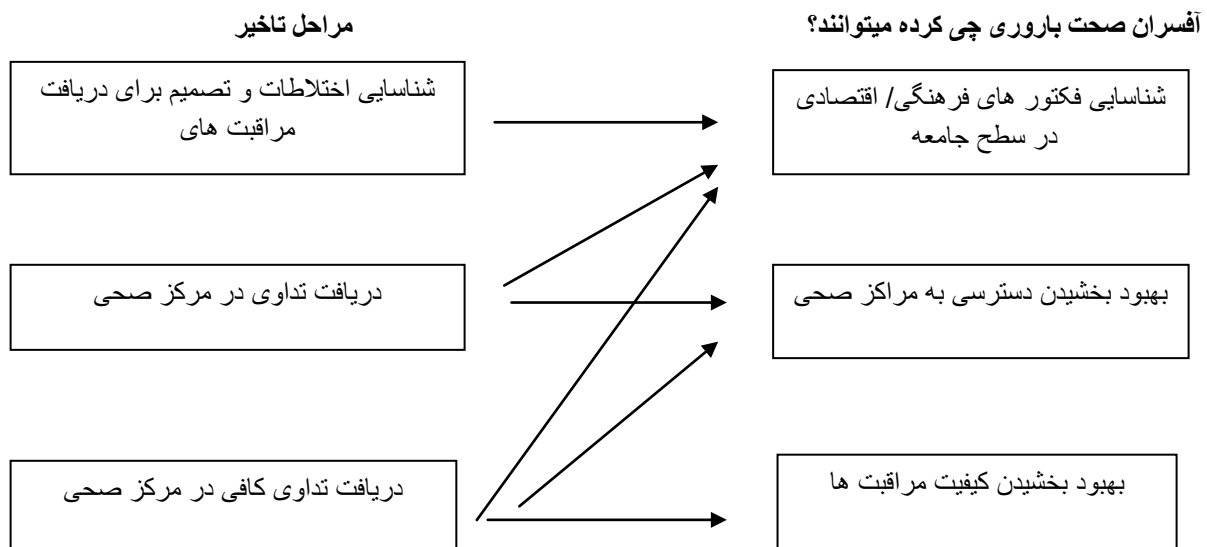 آفسران صحت باروری چی کرده میتوانند؟
مراحل تاخیر
شناسایی فکتور های فرهنگی/ اقتصادی
در سطح جامعه
شناسایی اختلاطات و تصمیم برای دریافت
مراقبت های
بهبود بخشیدن دسترسی به مراکز صحی
دریافت تداوی در مرکز صحی
بهبود بخشیدن کیفیت مراقبت ها
دریافت تداوی کافی در مرکز صحی